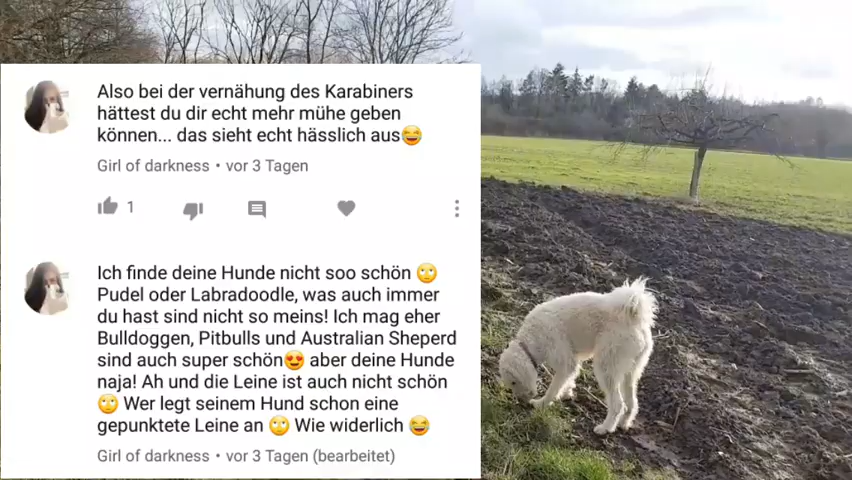 Also bei der vernähung des Karabiners
hättest du dir echt mehr mühe geben
können... das sieht echt hässlich aus😂
Girl of darkness • vor 3 Tagen
1
Ich finde deine Hunde nicht soo schön 🙄
Pudel oder Labradoodle, was auch immer
du hast sind nicht so meins! Ich mag eher
Bulldoggen, Pitbulls und Australian Sheperd
sind auch super schön😍 aber deine Hunde
naja! Ah und die Leine ist auch nicht schön
🙄 Wer legt seinem Hund schon eine
gepunktete Leine an 🙄 Wie widerlich 😂
Girl of darkness • vor 3 Tagen (bearbeitet)